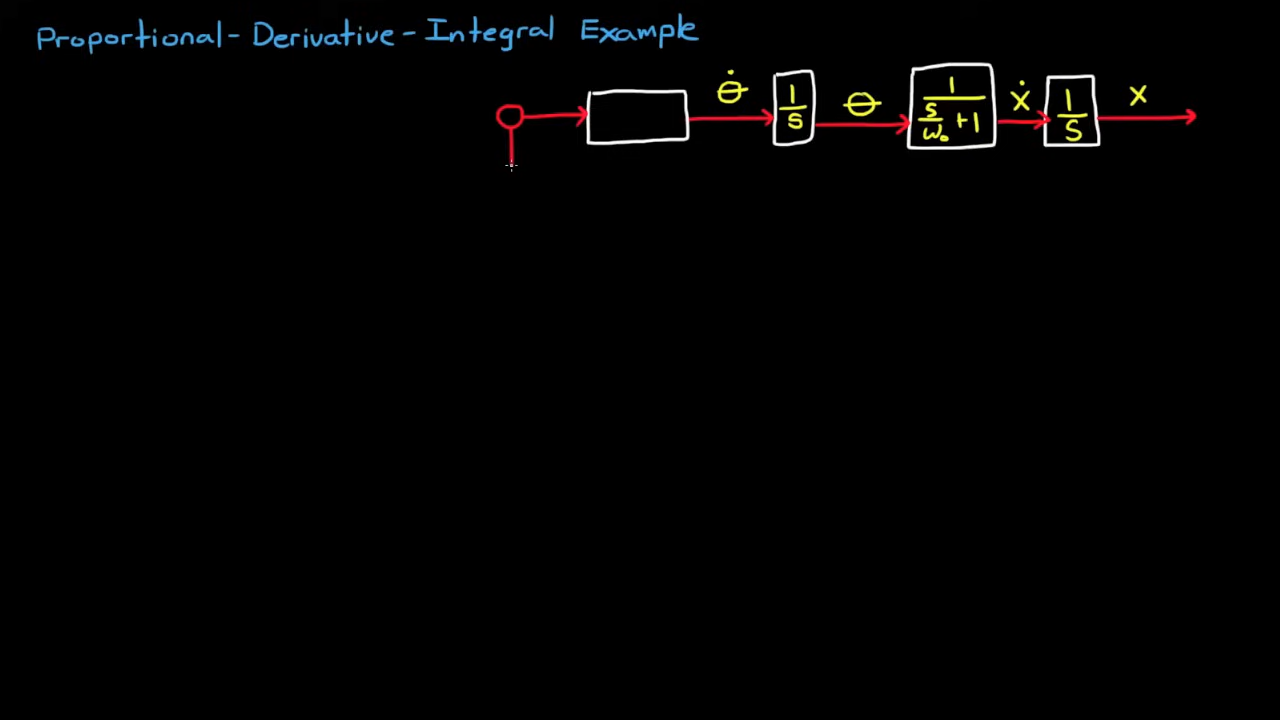 Proportional-Derivative-Integral Example
θ̇
1
S
θ
1
S
ω₀
+1
ẋ
1
S
x